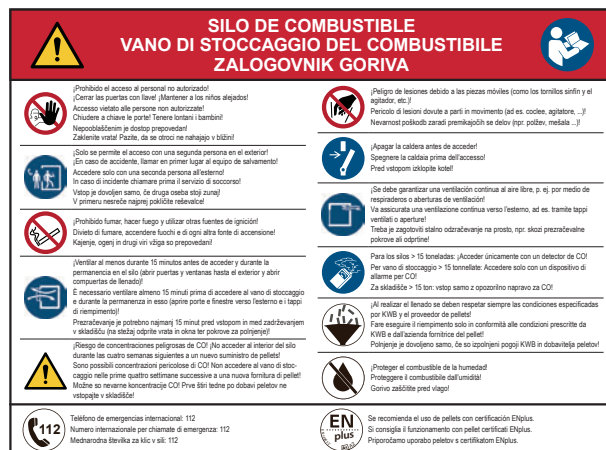 SILO DE COMBUSTIBLE
VANO DI STOCCAGGIO DEL COMBUSTIBILE
ZALOGOVNIK GORIVA
¡Prohibido el acceso al personal no autorizado!
¡Cerrar las puertas con llave! ¡Mantener a los niños alejados!
Accesso vietato alle persone non autorizzate!
Chiudere a chiave le porte! Tenere lontani i bambini!
Nepooblaščenim je dostop prepovedan!
Zaklenite vrata! Pazite, da se otroci ne nahajajo v bližini!
¡Solo se permite el acceso con una segunda persona en el exterior!
¡En caso de accidente, llamar en primer lugar al equipo de salvamento!
Accedere solo con una seconda persona all'esterno!
In caso di incidente chiamare prima il servizio di soccorso!
Vstop je dovoljen samo, če druga oseba stoji zunaj!
V primeru nesreče najprej pokličite reševalce!
¡Prohibido fumar, hacer fuego y utilizar otras fuentes de ignición!
Divieto di fumare, accendere fuochi e di ogni altra fonte di accensione!
Kajenje, ogenj in drugi viri vžiga so prepovedani!
¡Ventilar al menos durante 15 minutos antes de acceder y durante la
permanencia en el silo (abrir puertas y ventanas hasta el exterior y abrir
compuertas de llenado)!
È necessario ventilare almeno 15 minuti prima di accedere al vano di stoccaggio
e durante la permanenza in esso (aprire porte e finestre verso l'esterno e i tappi
di riempimento)!
Prezračevanje je potrebno najmanj 15 minut pred vstopom in med zadrževanjem
v skladišču (na stežaj odprite vrata in okna ter pokrove za polnjenje)!
¡Riesgo de concentraciones peligrosas de CO! ¡No acceder al interior del silo
durante las cuatro semanas siguientes a un nuevo suministro de pellets!
Sono possibili concentrazioni pericolose di CO! Non accedere al vano di stoc-
caggio nelle prime quattro settimane successive a una nuova fornitura di pellet!
Možne so nevarne koncentracije CO! Prve štiri tedne po dobavi peletov ne
vstopajte v skladišče!
112
Teléfono de emergencias internacional: 112
Numero internazionale per chiamate di emergenza: 112
Mednarodna številka za klic v sili: 112
¡Peligro de lesiones debido a las piezas móviles (como los tornillos sinfín y el
agitador, etc.)!
Pericolo di lesioni dovute a parti in movimento (ad es. coclee, agitatore, ...)!
Nevarnost poškodb zaradi premikajočih se delov (npr. polžev, mešala ...)!
¡Apagar la caldera antes de acceder!
Spegnere la caldaia prima dell'accesso!
Pred vstopom izklopite kotel!
¡Se debe garantizar una ventilación continua al aire libre, p. ej. por medio de
respiraderos o aberturas de ventilación!
Va assicurata una ventilazione continua verso l'esterno, ad es. tramite tappi
ventilati o aperture!
Treba je zagotoviti stalno odzračevanje na prosto, npr. skozi prezračevalne
pokrove ali odprtine!
Para los silos > 15 toneladas: ¡Acceder únicamente con un detector de CO!
Per vano di stoccaggio > 15 tonnellate: Accedere solo con un dispositivo di
allarme per CO!
Za skladišče > 15 ton: vstop samo z opozorilno napravo za CO!
¡Al realizar el llenado se deben respetar siempre las condiciones especificadas
por KWB y el proveedor de pellets!
Fare eseguire il riempimento solo in conformità alle condizioni prescritte da
KWB e dall'azienda fornitrice del pellet!
Polnjenje je dovoljeno samo, če so izpolnjeni pogoji KWB in dobavitelja peletov!
¡Proteger el combustible de la humedad!
Proteggere il combustibile dall'umidità!
Gorivo zaščitite pred vlago!
EN
plus
Se recomienda el uso de pellets con certificación ENplus.
Si consiglia il funzionamento con pellet certificati ENplus.
Priporočamo uporabo peletov s certifikatom ENplus.